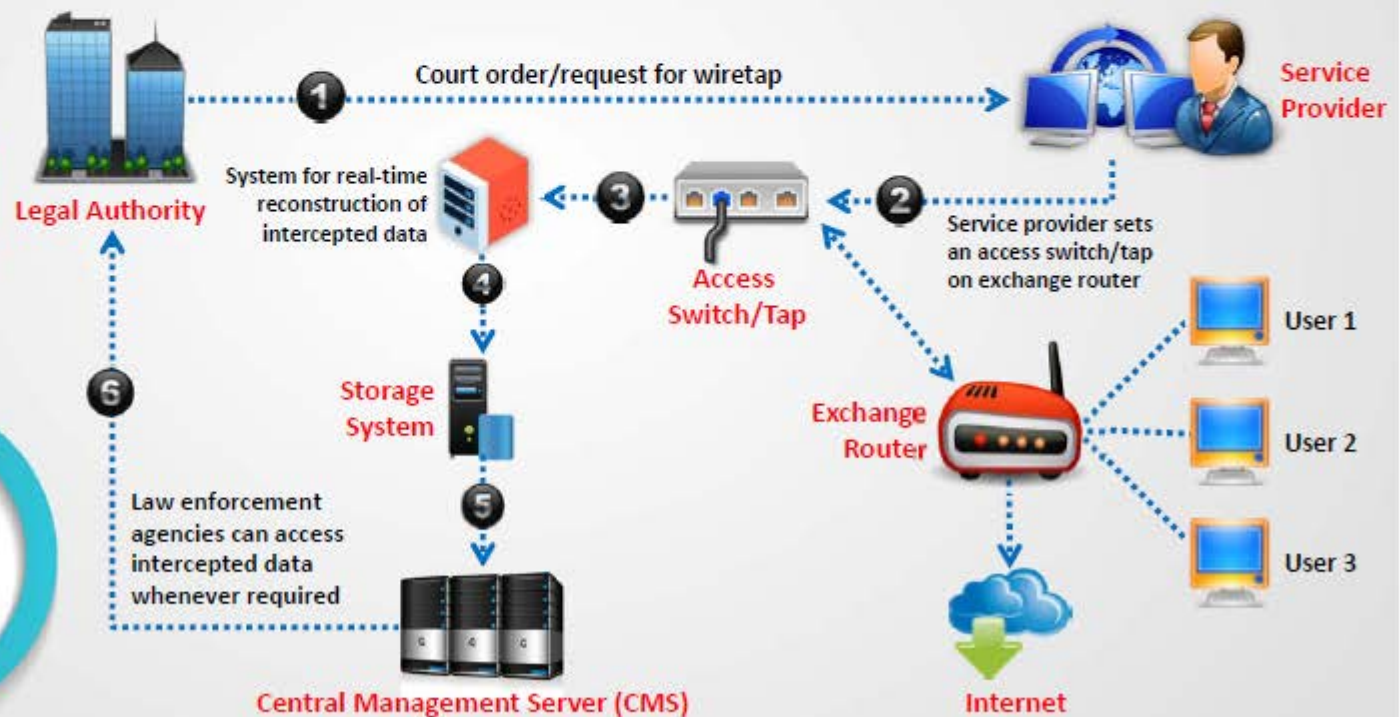 1
Court order/request for wiretap
Service
Provider
Legal Authority
System for real-time
reconstruction of
intercepted data
3
Access
Switch/Tap
2
Service provider sets
an access switch/tap
on exchange router
4
Storage
System
5
6
Law enforcement
agencies can access
intercepted data
whenever required
Central Management Server (CMS)
G
G
G
Exchange
Router
User 1
User 2
User 3
Internet